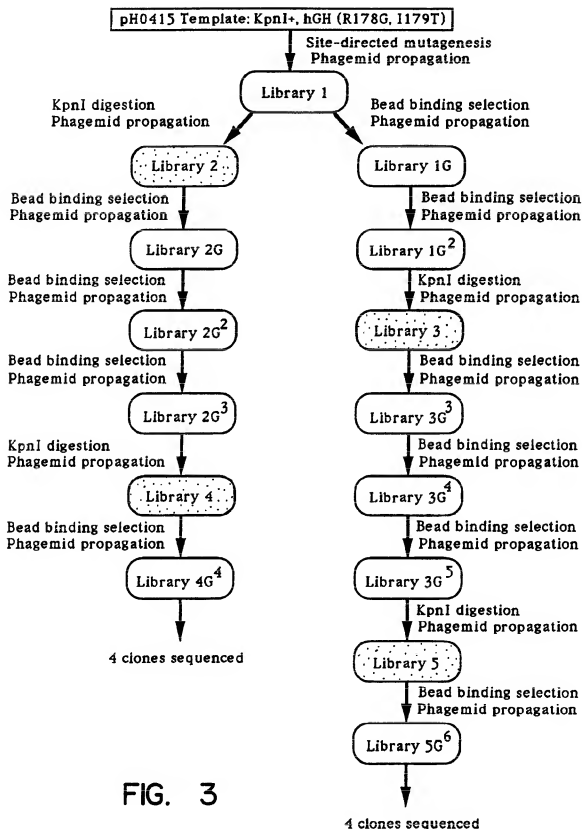 pH0415 Template: KpnI+, hGH (R178G, I179T)
Site-directed mutagenesis
Phagemid propagation
Library 1
KpnI digestion
Phagemid propagation
Bead binding selection
Phagemid propagation
Library 2
Library 1G
Bead binding selection
Phagemid propagation
Bead binding selection
Phagemid propagation
Library 2G
Library 1G²
Bead binding selection
Phagemid propagation
KpnI digestion
Phagemid propagation
Library 2G²
Library 3
Bead binding selection
Phagemid propagation
Bead binding selection
Phagemid propagation
Library 2G³
Library 3G³
KpnI digestion
Phagemid propagation
Bead binding selection
Phagemid propagation
Library 4
Library 3G⁴
Bead binding selection
Phagemid propagation
Bead binding selection
Phagemid propagation
Library 4G⁴
Library 3G⁵
KpnI digestion
Phagemid propagation
4 clones sequenced
Library 5
Bead binding selection
Phagemid propagation
Library 5G⁶
FIG. 3
4 clones sequenced